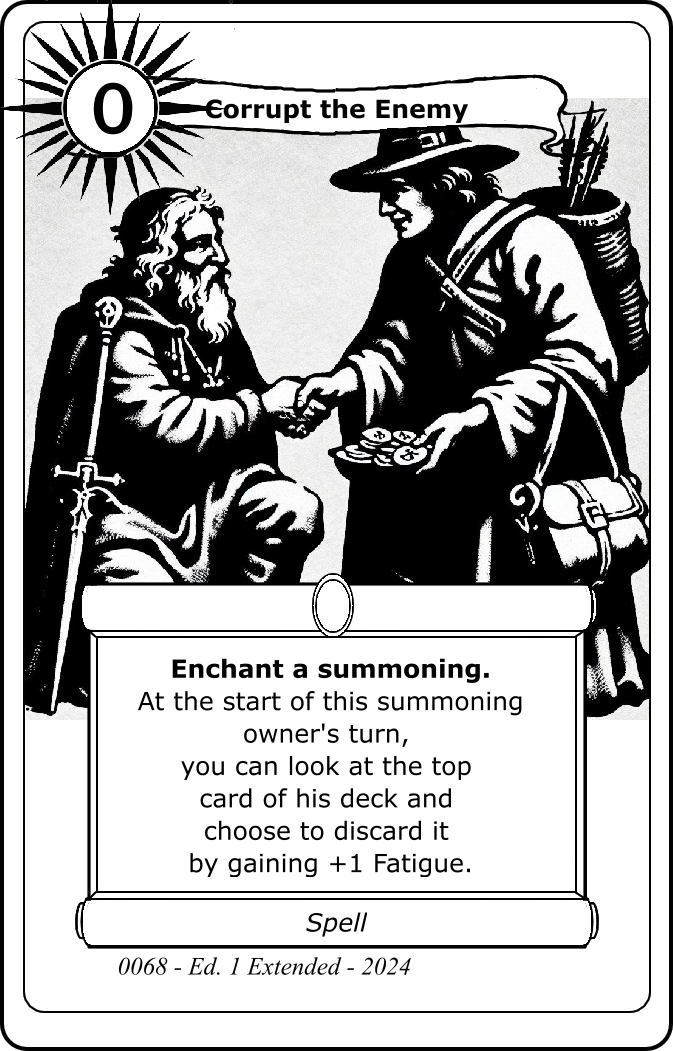 0
Corrupt the Enemy
Enchant a summoning.
At the start of this summoning
owner's turn,
you can look at the top
card of his deck and
choose to discard it
by gaining +1 Fatigue.
Spell
0068 - Ed. 1 Extended - 2024